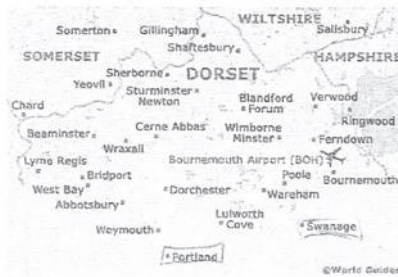 WILTSHIRE
Somerton
Gillingham
Salisbury
Shaftesbury
SOMERSET
HAMPSHIRE
Sherborne
DORSET
Yeovil
Sturminster
Newton
Blandford
Forum
Verwood
Chard
Ringwood
Beaminster
Cerne Abbas
Wimborne
Minster
Ferndown
Wraxall
Lyme Regis
Bournemouth Airport (BOH)
Bridport
Poole
Bournemouth
West Bay
Dorchester
Wareham
Abbotsbury
Lulworth
Cove
Swanage
Weymouth
Portland
©World Guides